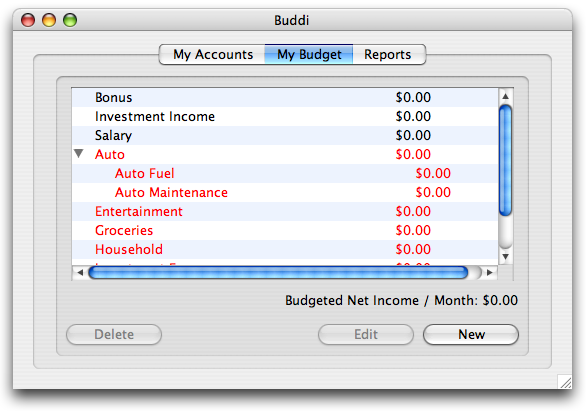 Buddi
My Accounts My Budget Reports
Bonus $0.00
Investment Income $0.00
Salary $0.00
Auto $0.00
Auto Fuel $0.00
Auto Maintenance $0.00
Entertainment $0.00
Groceries $0.00
Household $0.00
Budgeted Net Income / Month: $0.00
Delete Edit New